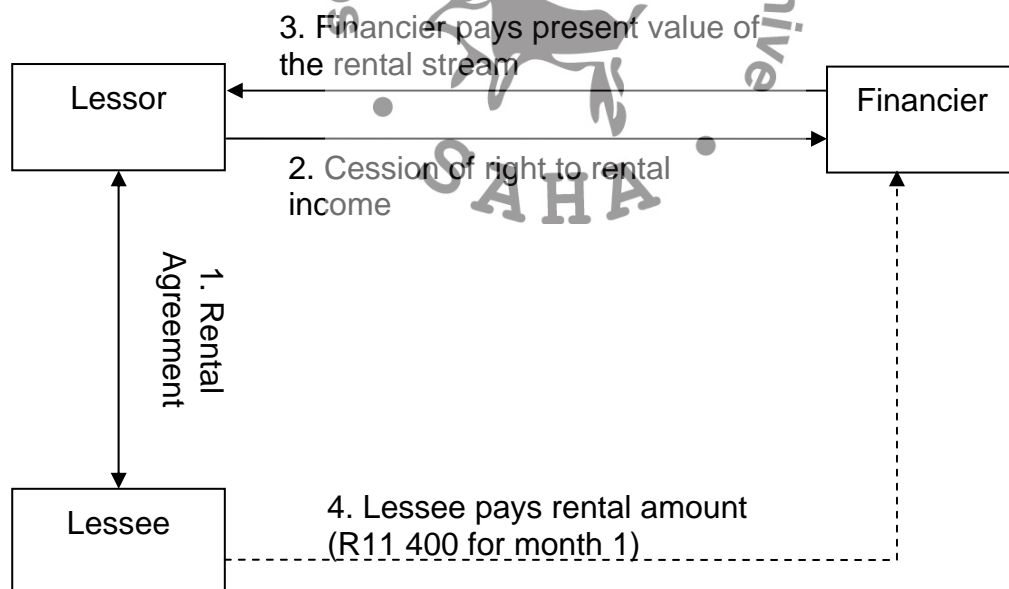 3. Financier pays present value of
the rental stream
Lessor
Financier
2. Cession of right to rental
income
SAHA
1. Rental
Agreement
Lessee
4. Lessee pays rental amount
(R11 400 for month 1)